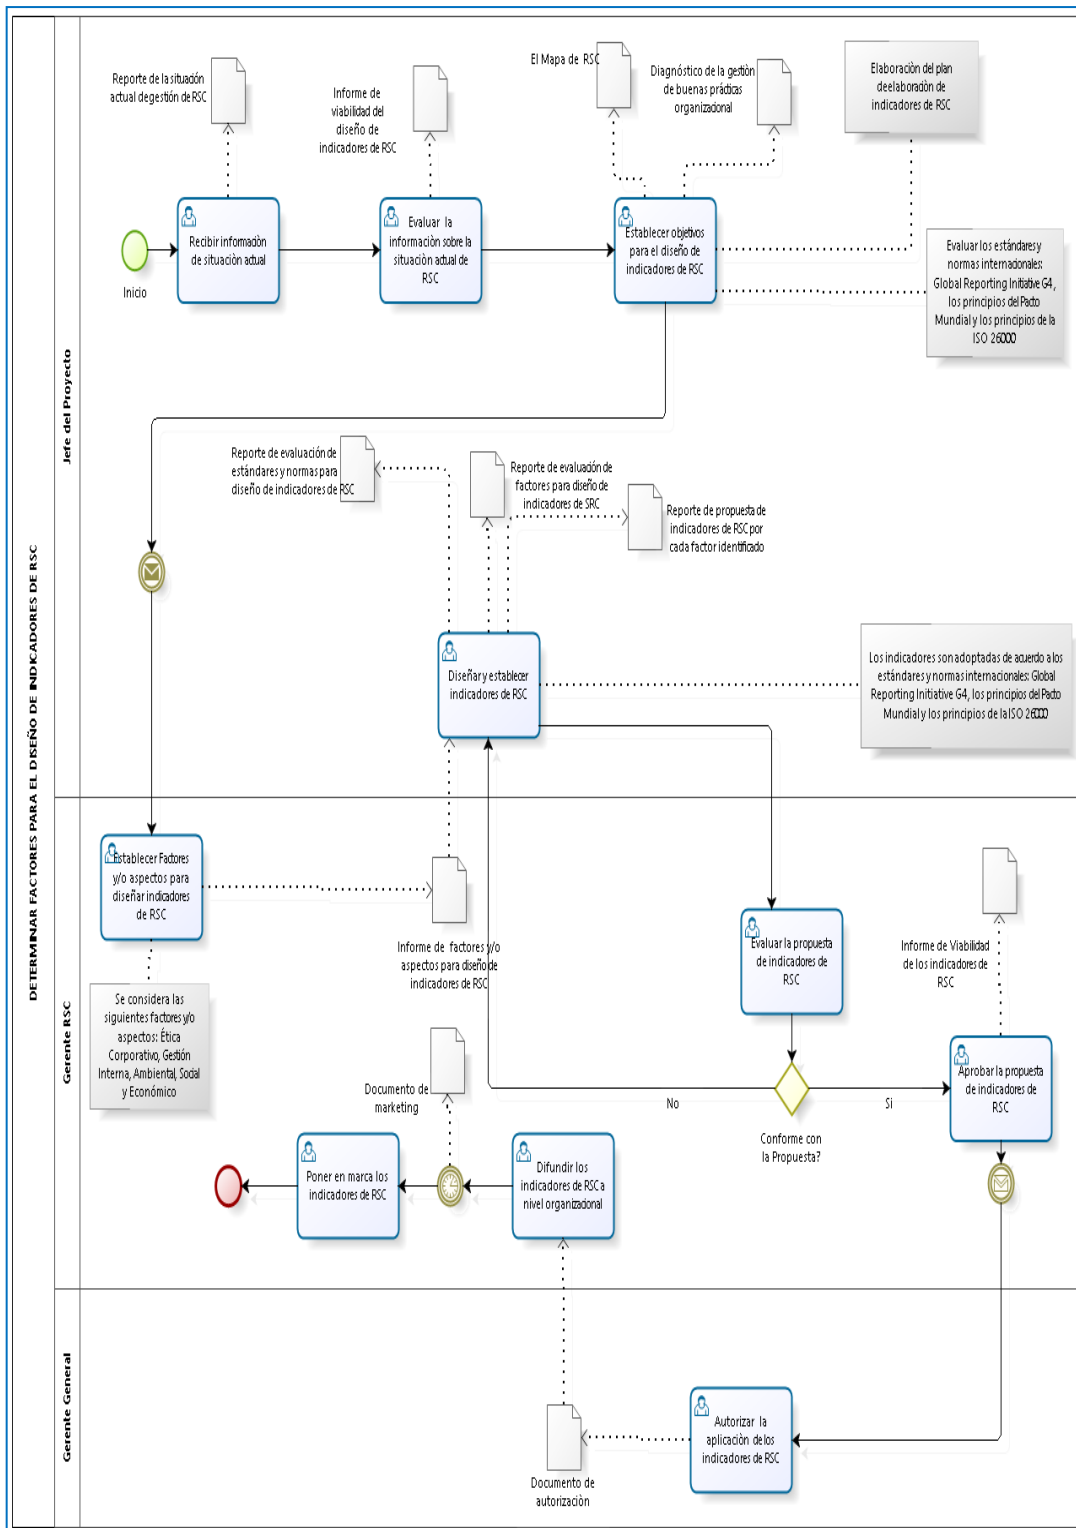 DETERMINAR FACTORES PARA EL DISEÑO DE INDICADORES DE RSC
Jefe del Proyecto
Reporte de la situaciòn
actual degestiòn de RSC
Informe de
viabilidad del
diseño de
indicadores de RSC
El Mapa de RSC
Diagnóstico de la gestiòn
de buenas prácticas
organizacional
Elaboraciòn del plan
deelaboraciòn de
indicadores de RSC
Inicio
Recibir informaciòn
de situaciòn actual
Evaluar la
informaciòn sobre la
situaciòn actual de
RSC
Establecer objetivos
para el diseño de
indicadores de RSC
Evaluar los estándares y
normas internacionales:
Global Reporting Initiative G4,
los principios del Pacto
Mundial y los principios de la
ISO 26000
Reporte de evaluación de
estándares y normas para
diseño de indicadores de RSC
Reporte de evaluación de
factores para diseño de
indicadores de SRC
Reporte de propuesta de
indicadores de RSC por
cada factor identificado
Diseñar y establecer
indicadores de RSC
Los indicadores son adoptadas de acuerdo a los
estándares y normas internacionales: Global
Reporting Initiative G4, los principios del Pacto
Mundial y los principios de la ISO 26000
Gerente RSC
Establecer Factores
y/o aspectos para
diseñar indicadores
de RSC
Informe de factores y/o
aspectos para diseño de
indicadores de RSC
Se considera las
siguientes factores y/o
aspectos: Ética
Corporativo, Gestión
Interna, Ambiental, Social
y Económico
Evaluar la propuesta
de indicadores de
RSC
Informe de Viabilidad
de los indicadores de
RSC
Aprobar la propuesta
de indicadores de
RSC
No
Si
Conforme con
la Propuesta?
Documento de
marketing
Poner en marca los
indicadores de RSC
Difundir los
indicadores de RSC a
nivel organizacional
Gerente General
Autorizar la
aplicaciòn de los
indicadores de RSC
Documento de
autorizaciòn